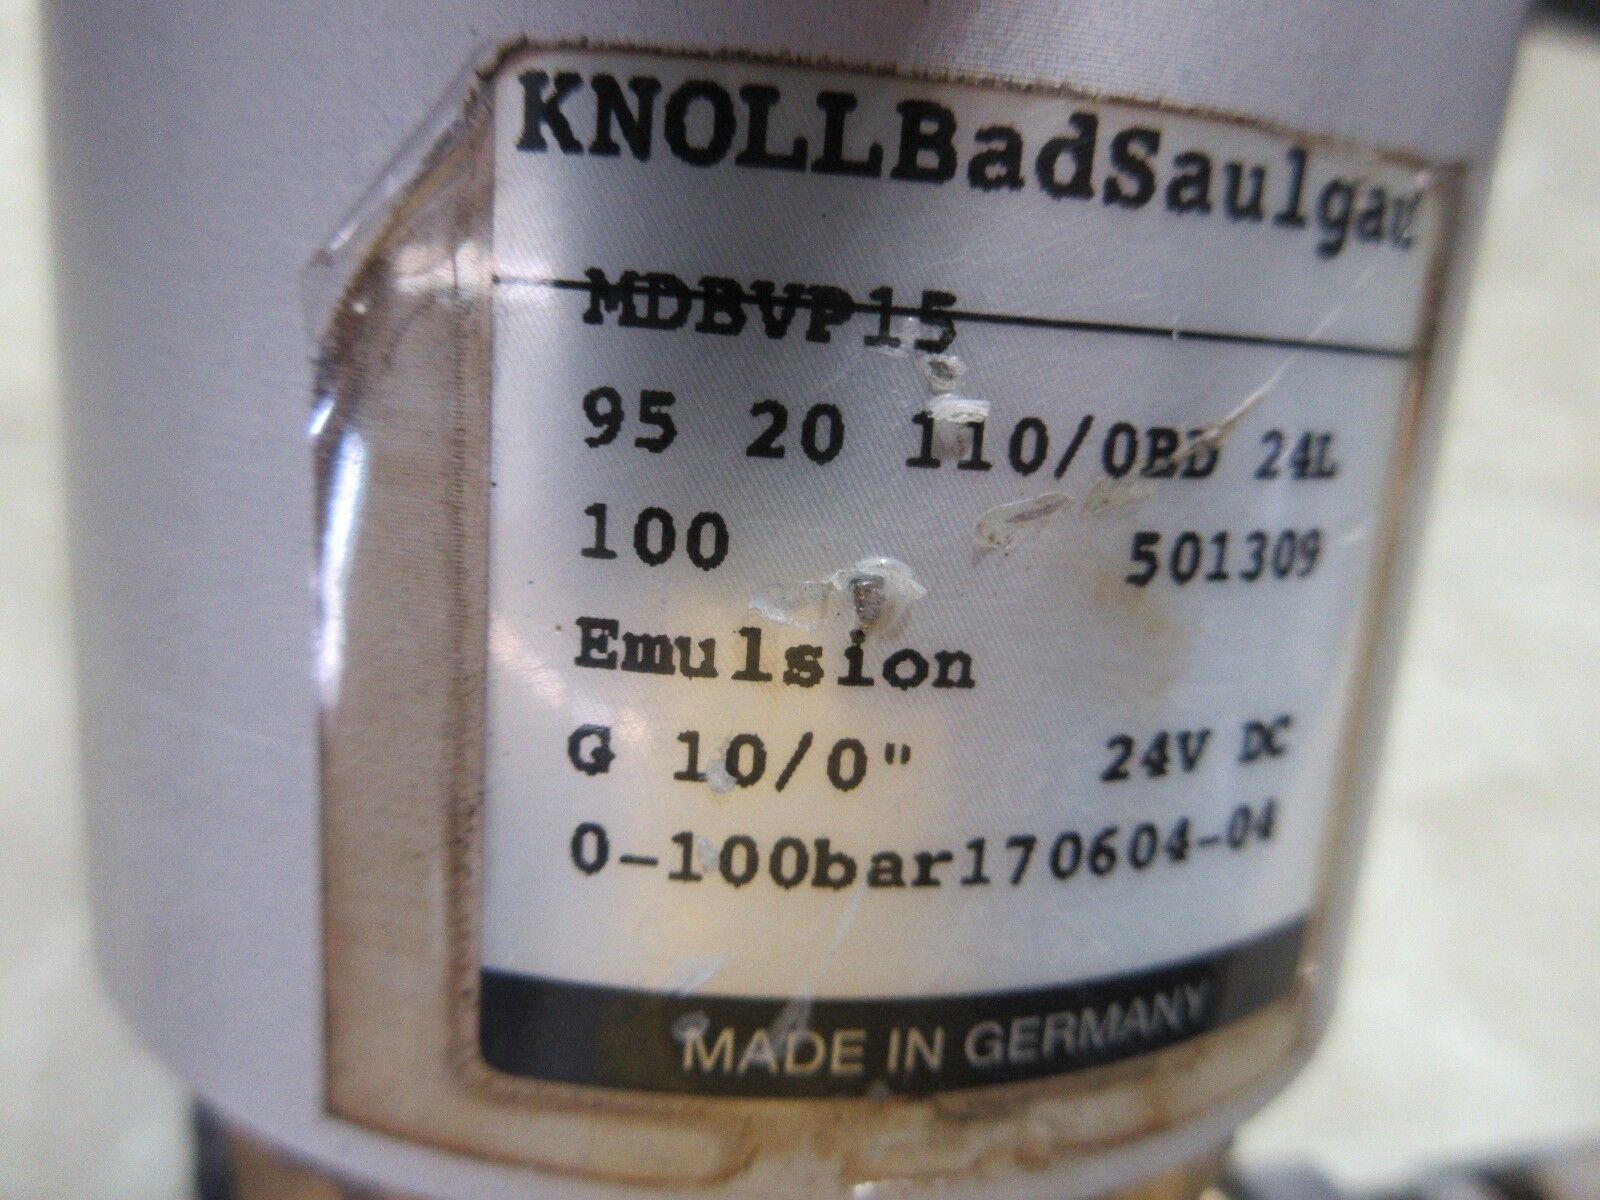 KNOLLBadSaulgau
MDBVP15
95 20 110/0BD 24L
100 501309
Emulsion
G 10/0" 24V DC
0-100bar170604-04
MADE IN GERMANY